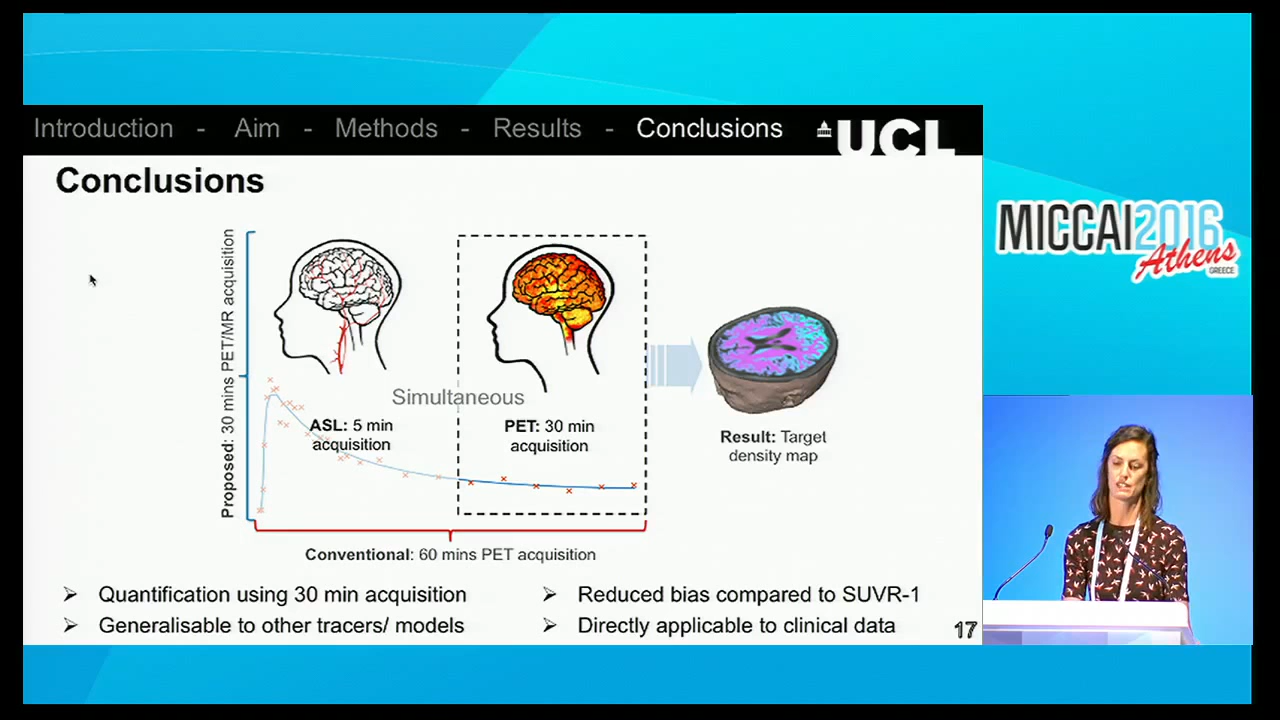 Introduction - Aim - Methods - Results - Conclusions UCL
Conclusions
MICCAI2016
Athens
GREECE
Proposed: 30 mins PET/MR acquisition
Simultaneous
ASL: 5 min
acquisition
PET: 30 min
acquisition
Result: Target
density map
Conventional: 60 mins PET acquisition
➢ Quantification using 30 min acquisition
➢ Generalisable to other tracers/ models
➢ Reduced bias compared to SUVR-1
➢ Directly applicable to clinical data
17